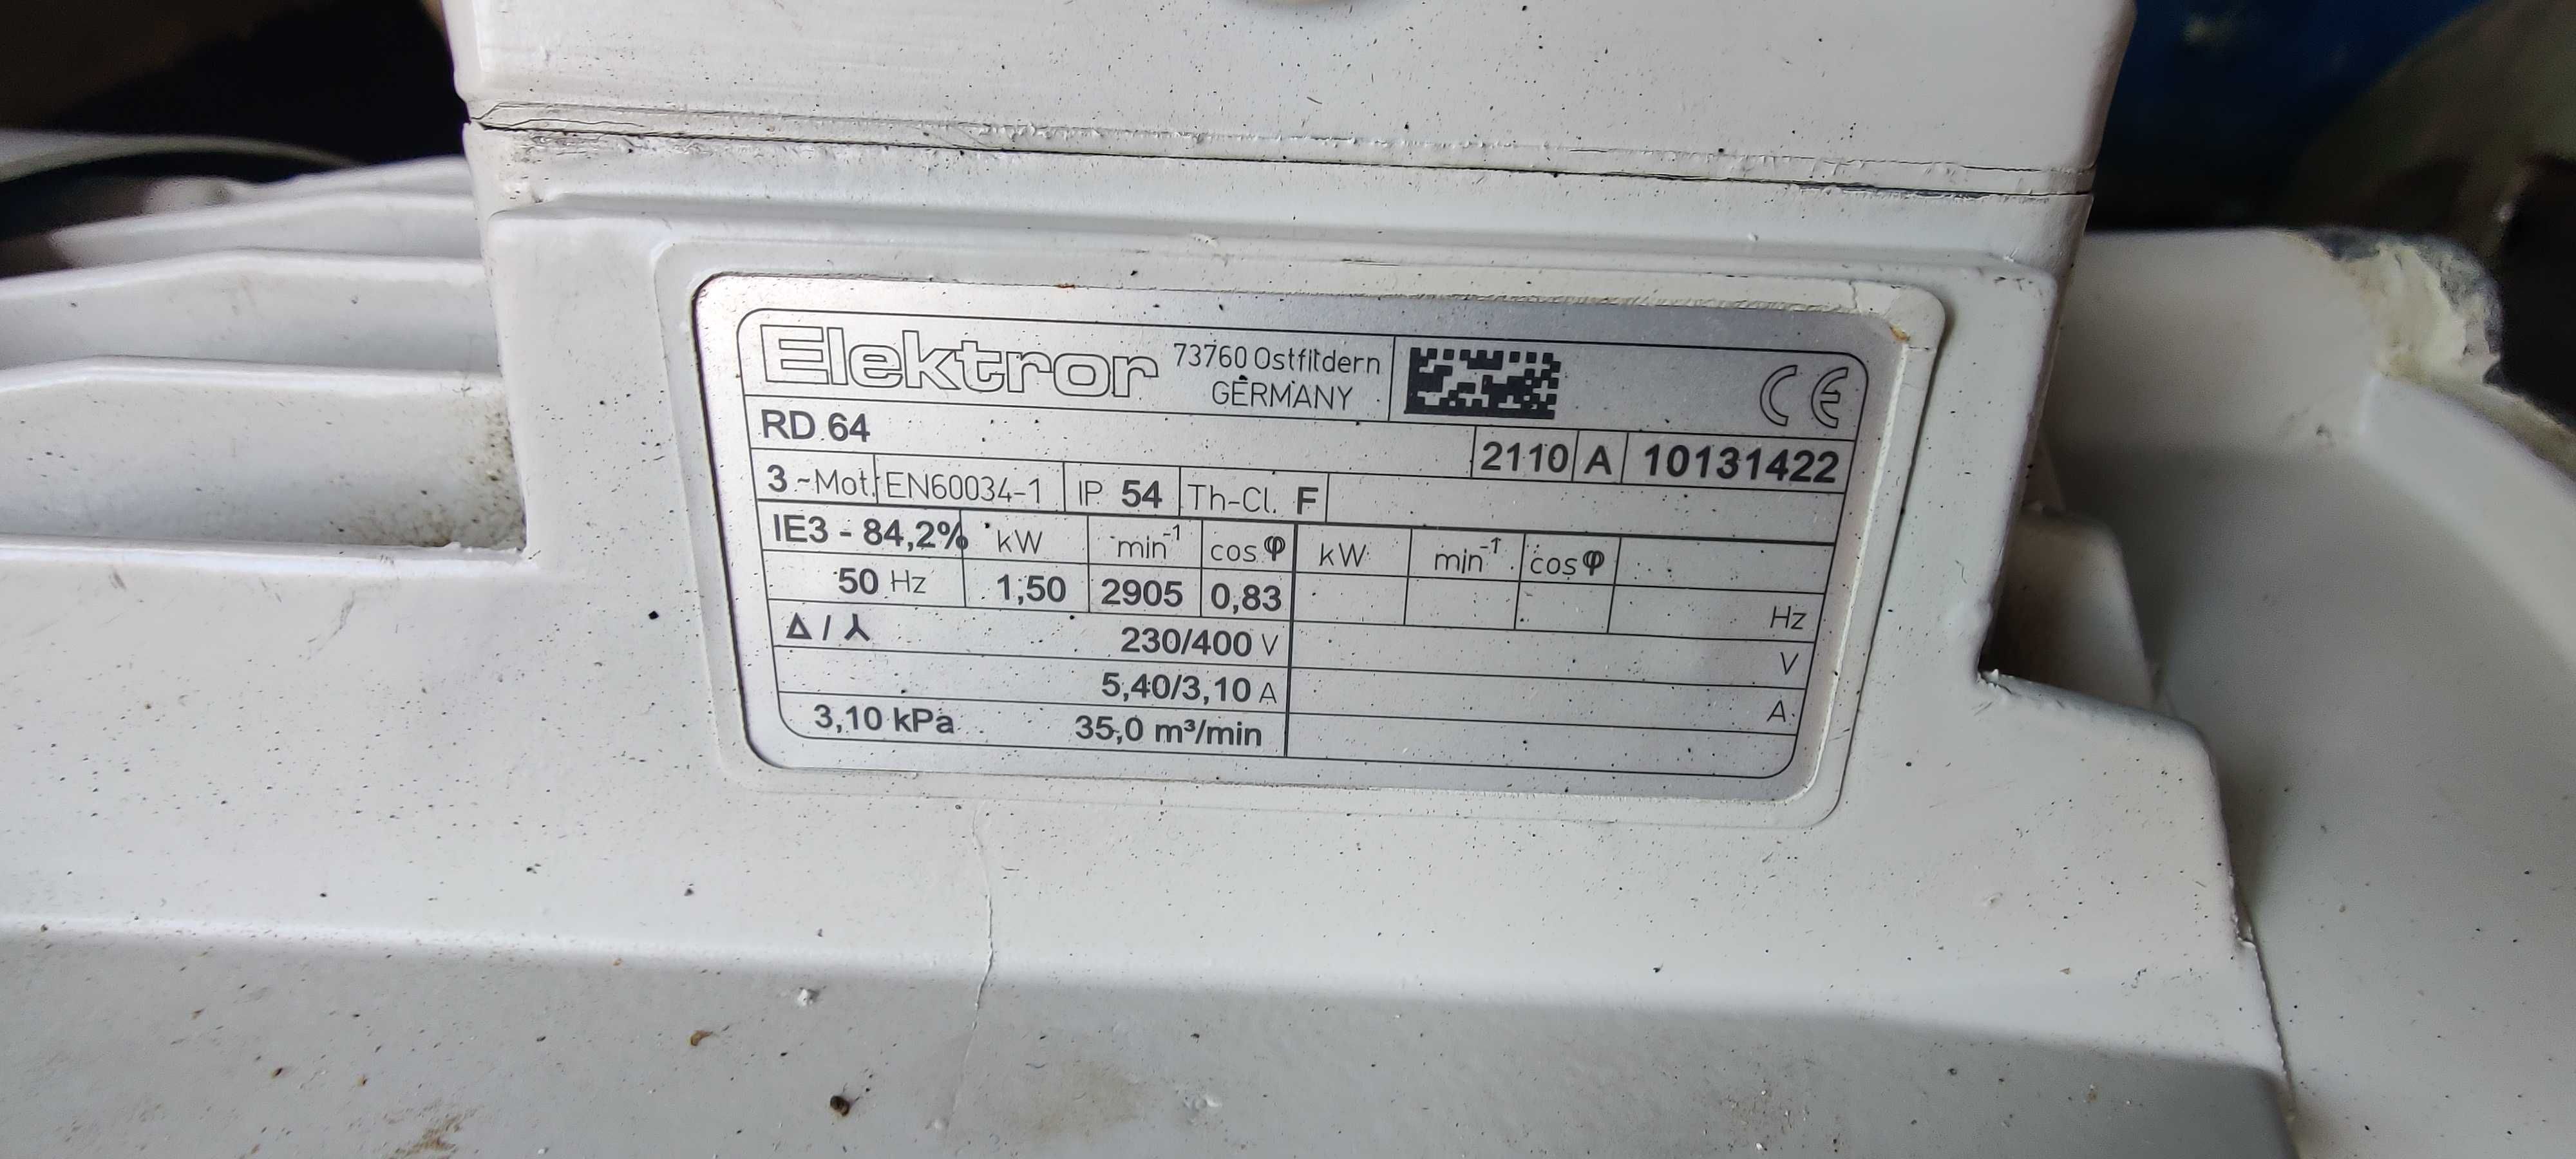 Elektror 73760 Ostfildern GERMANY CE
RD 64
2110 A 10131422
3 ~Mot. EN60034-1 IP 54 Th-Cl. F
IE3 - 84,2% kW min⁻¹ cos φ kW min⁻¹ cos φ
50 Hz 1,50 2905 0,83 Hz
Δ / Y 230/400 V V
5,40/3,10 A A
3,10 kPa 35,0 m³/min